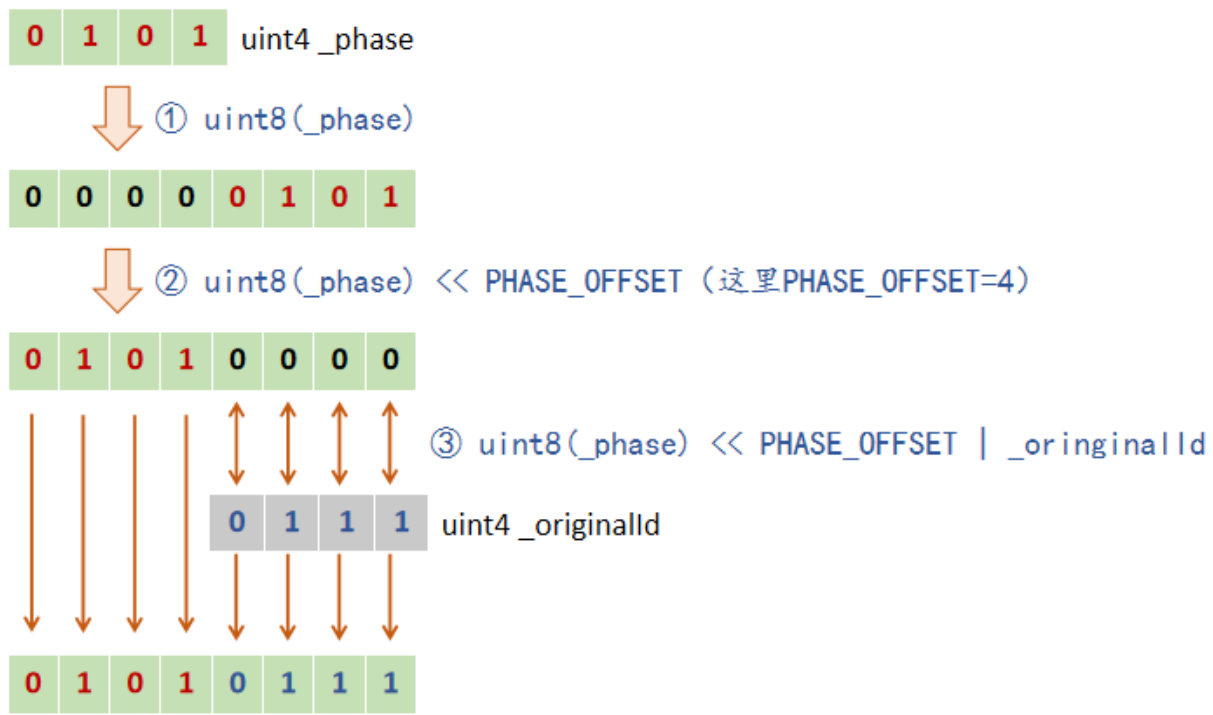 0 1 0 1 uint4 _phase
① uint8(_phase)
0 0 0 0 0 1 0 1
② uint8(_phase) << PHASE_OFFSET (这里PHASE_OFFSET=4)
0 1 0 1 0 0 0 0
③ uint8(_phase) << PHASE_OFFSET | _oringinalId
0 1 1 1 uint4 _originalId
0 1 0 1 0 1 1 1